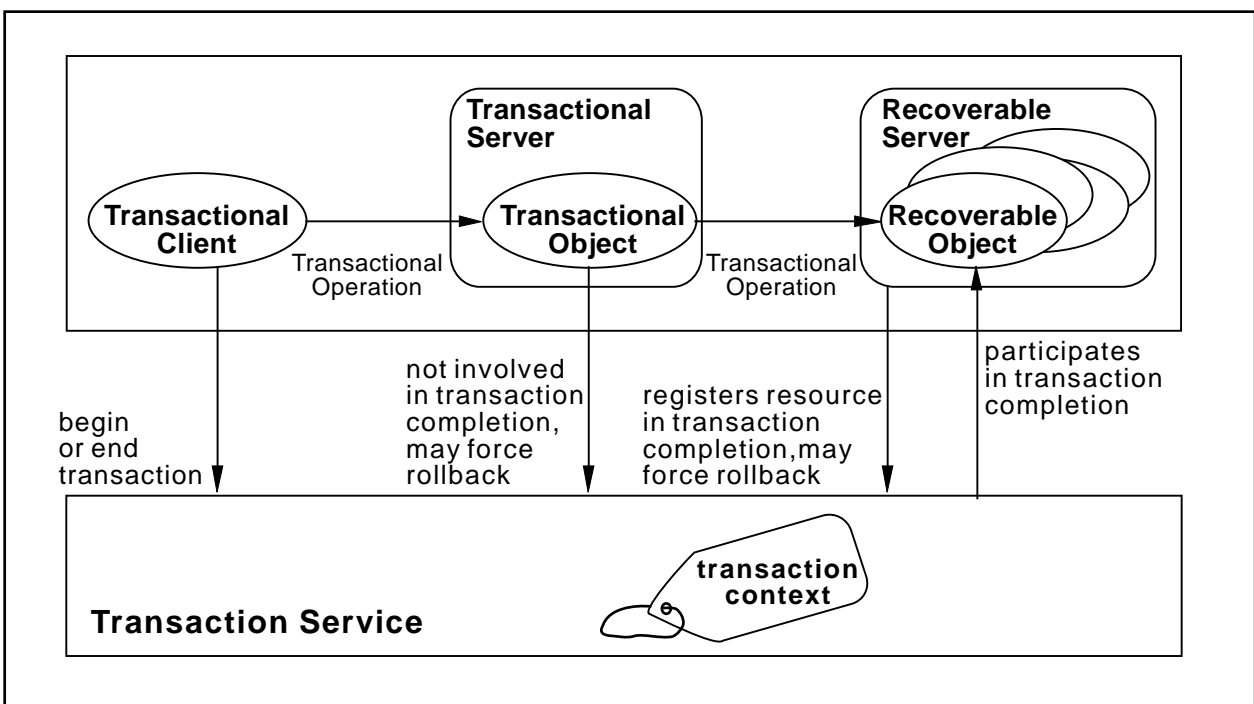 Transactional
Server
Recoverable
Server
Transactional
Client
Transactional
Object
Recoverable
Object
Transactional
Operation
Transactional
Operation
begin
or end
transaction
not involved
in transaction
completion,
may force
rollback
registers resource
in transaction
completion,may
force rollback
participates
in transaction
completion
transaction
context
Transaction Service